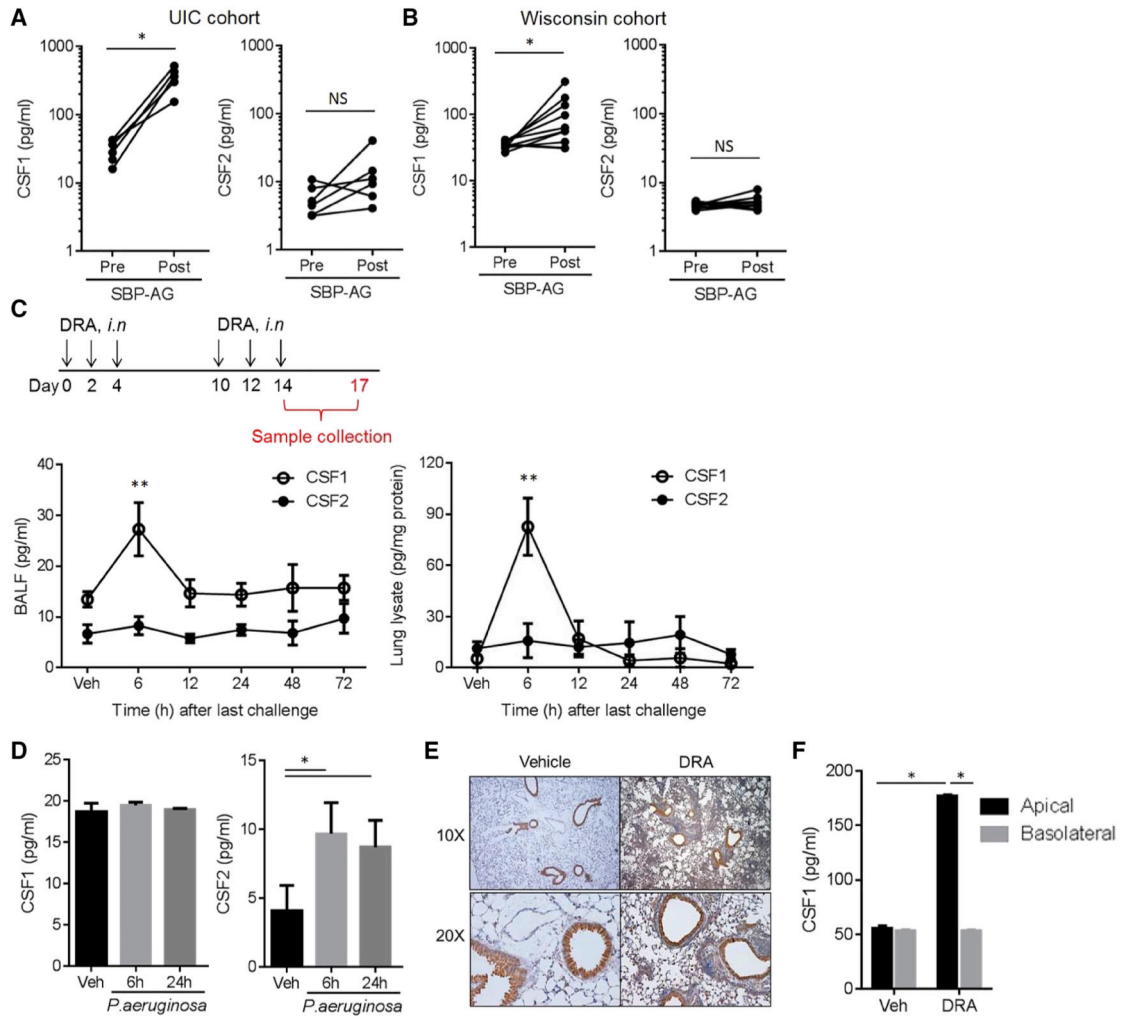 A
UIC cohort
B
Wisconsin cohort
CSF1 (pg/ml)
1000
100
10
1
*
Pre
Post
SBP-AG
CSF2 (pg/ml)
1000
100
10
1
NS
Pre
Post
SBP-AG
CSF1 (pg/ml)
1000
100
10
1
*
Pre
Post
SBP-AG
CSF2 (pg/ml)
1000
100
10
1
NS
Pre
Post
SBP-AG
C
DRA, i.n
DRA, i.n
Day 0 2 4 10 12 14 17
Sample collection
BALF (pg/ml)
40
30
20
10
0
**
CSF1
CSF2
Veh 6 12 24 48 72
Time (h) after last challenge
Lung lysate (pg/mg protein)
120
90
60
30
0
**
CSF1
CSF2
Veh 6 12 24 48 72
Time (h) after last challenge
D
CSF1 (pg/ml)
25
20
15
10
5
0
Veh 6h 24h
P.aeruginosa
CSF2 (pg/ml)
15
10
5
0
*
Veh 6h 24h
P.aeruginosa
E
Vehicle
DRA
10X
20X
F
CSF1 (pg/ml)
200
150
100
50
0
* *
Apical
Basolateral
Veh
DRA